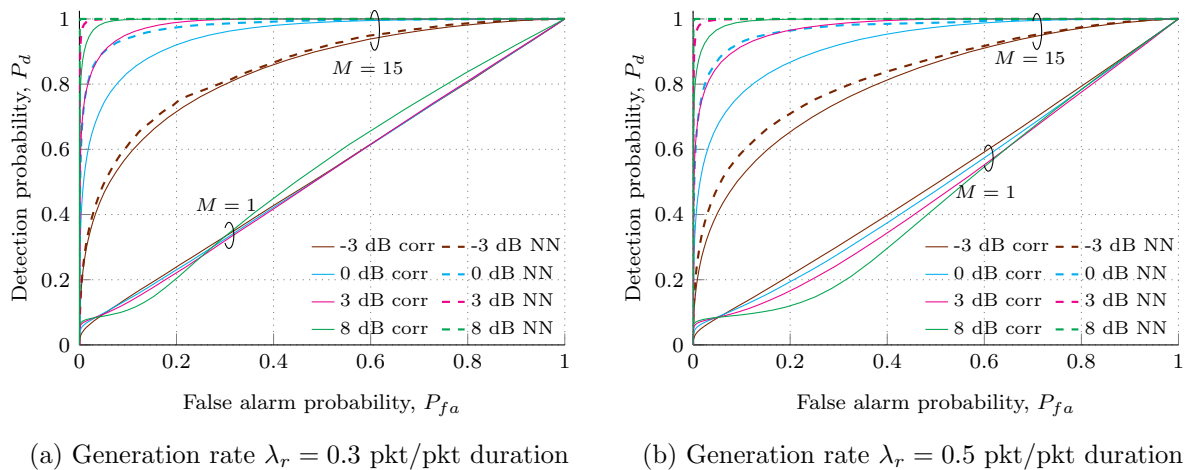 1
0.8
0.6
0.4
0.2
0
0 0.2 0.4 0.6 0.8 1
Detection probability, P_d
False alarm probability, P_{fa}
M = 15
M = 1
-3 dB corr -3 dB NN
0 dB corr 0 dB NN
3 dB corr 3 dB NN
8 dB corr 8 dB NN
(a) Generation rate λ_r = 0.3 pkt/pkt duration
1
0.8
0.6
0.4
0.2
0
0 0.2 0.4 0.6 0.8 1
Detection probability, P_d
False alarm probability, P_{fa}
M = 15
M = 1
-3 dB corr -3 dB NN
0 dB corr 0 dB NN
3 dB corr 3 dB NN
8 dB corr 8 dB NN
(b) Generation rate λ_r = 0.5 pkt/pkt duration